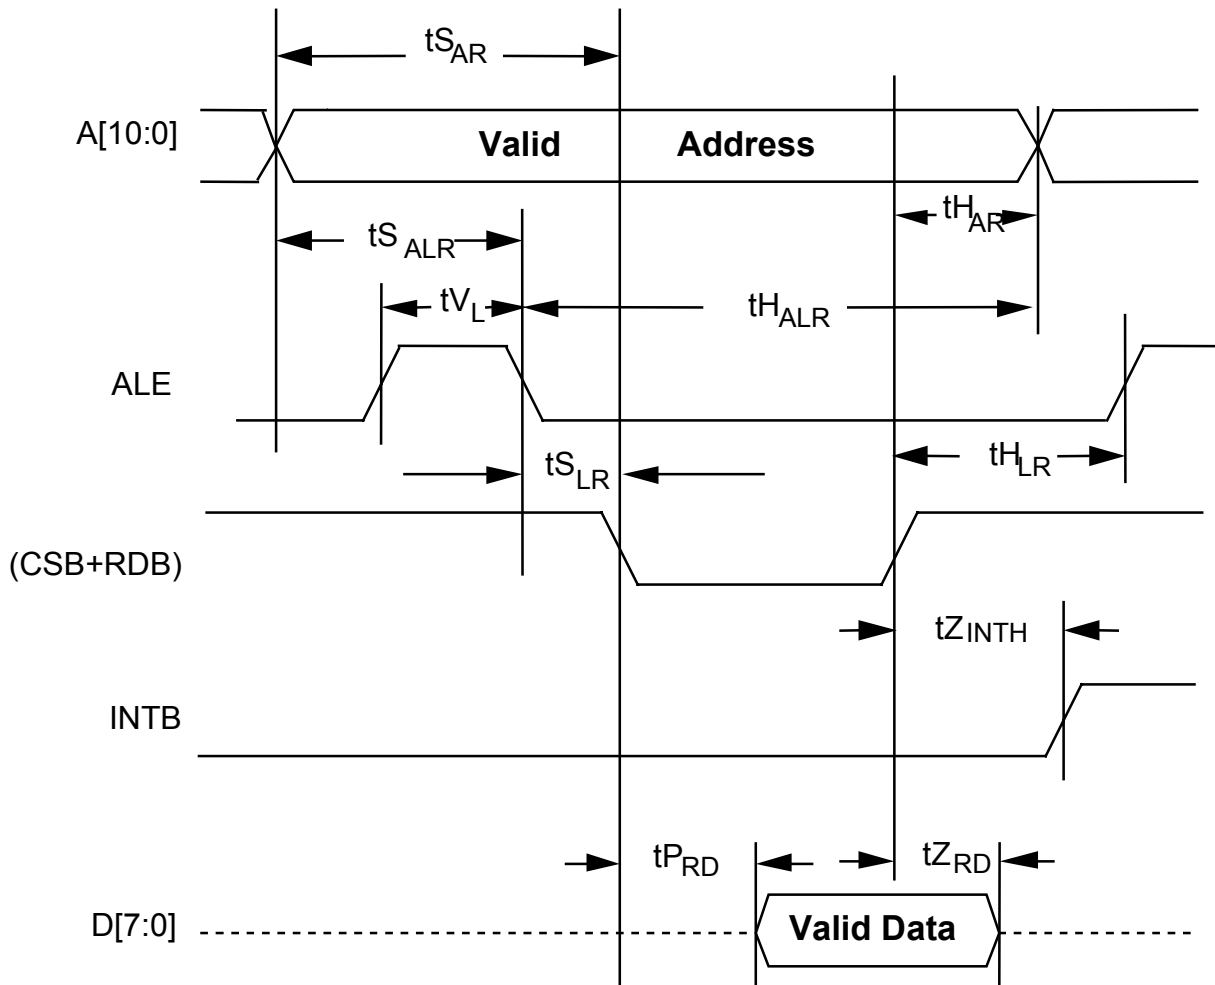 tSAR
A[10:0]
Valid Address
tHAR
tSALR
tVL
tHALR
ALE
tSLR
tHLR
(CSB+RDB)
tZINTH
INTB
tPRD
tZRD
D[7:0]
Valid Data